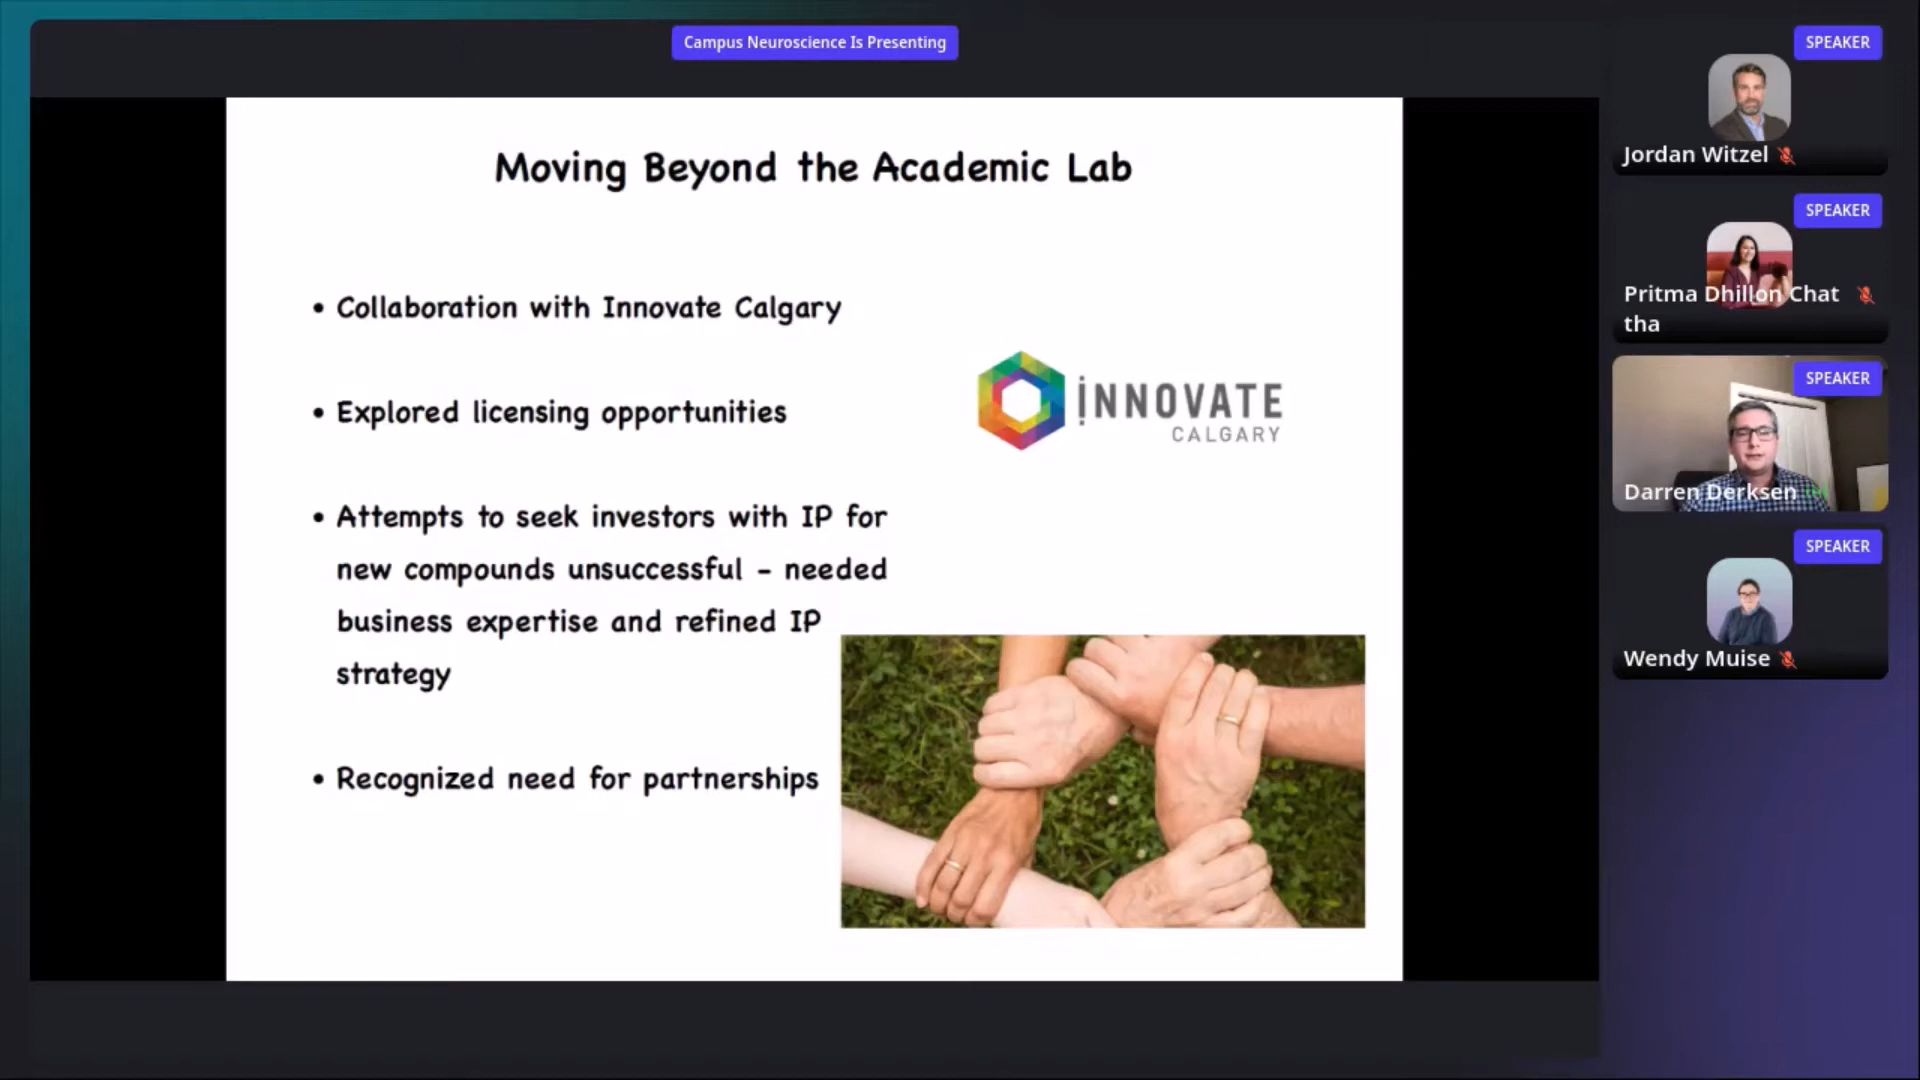 Campus Neuroscience Is Presenting
Moving Beyond the Academic Lab
• Collaboration with Innovate Calgary
• Explored licensing opportunities
• Attempts to seek investors with IP for
new compounds unsuccessful - needed
business expertise and refined IP
strategy
• Recognized need for partnerships
INNOVATE
CALGARY
SPEAKER
Jordan Witzel
SPEAKER
Pritma Dhillon Chat
tha
SPEAKER
Darren Derksen
SPEAKER
Wendy Muise